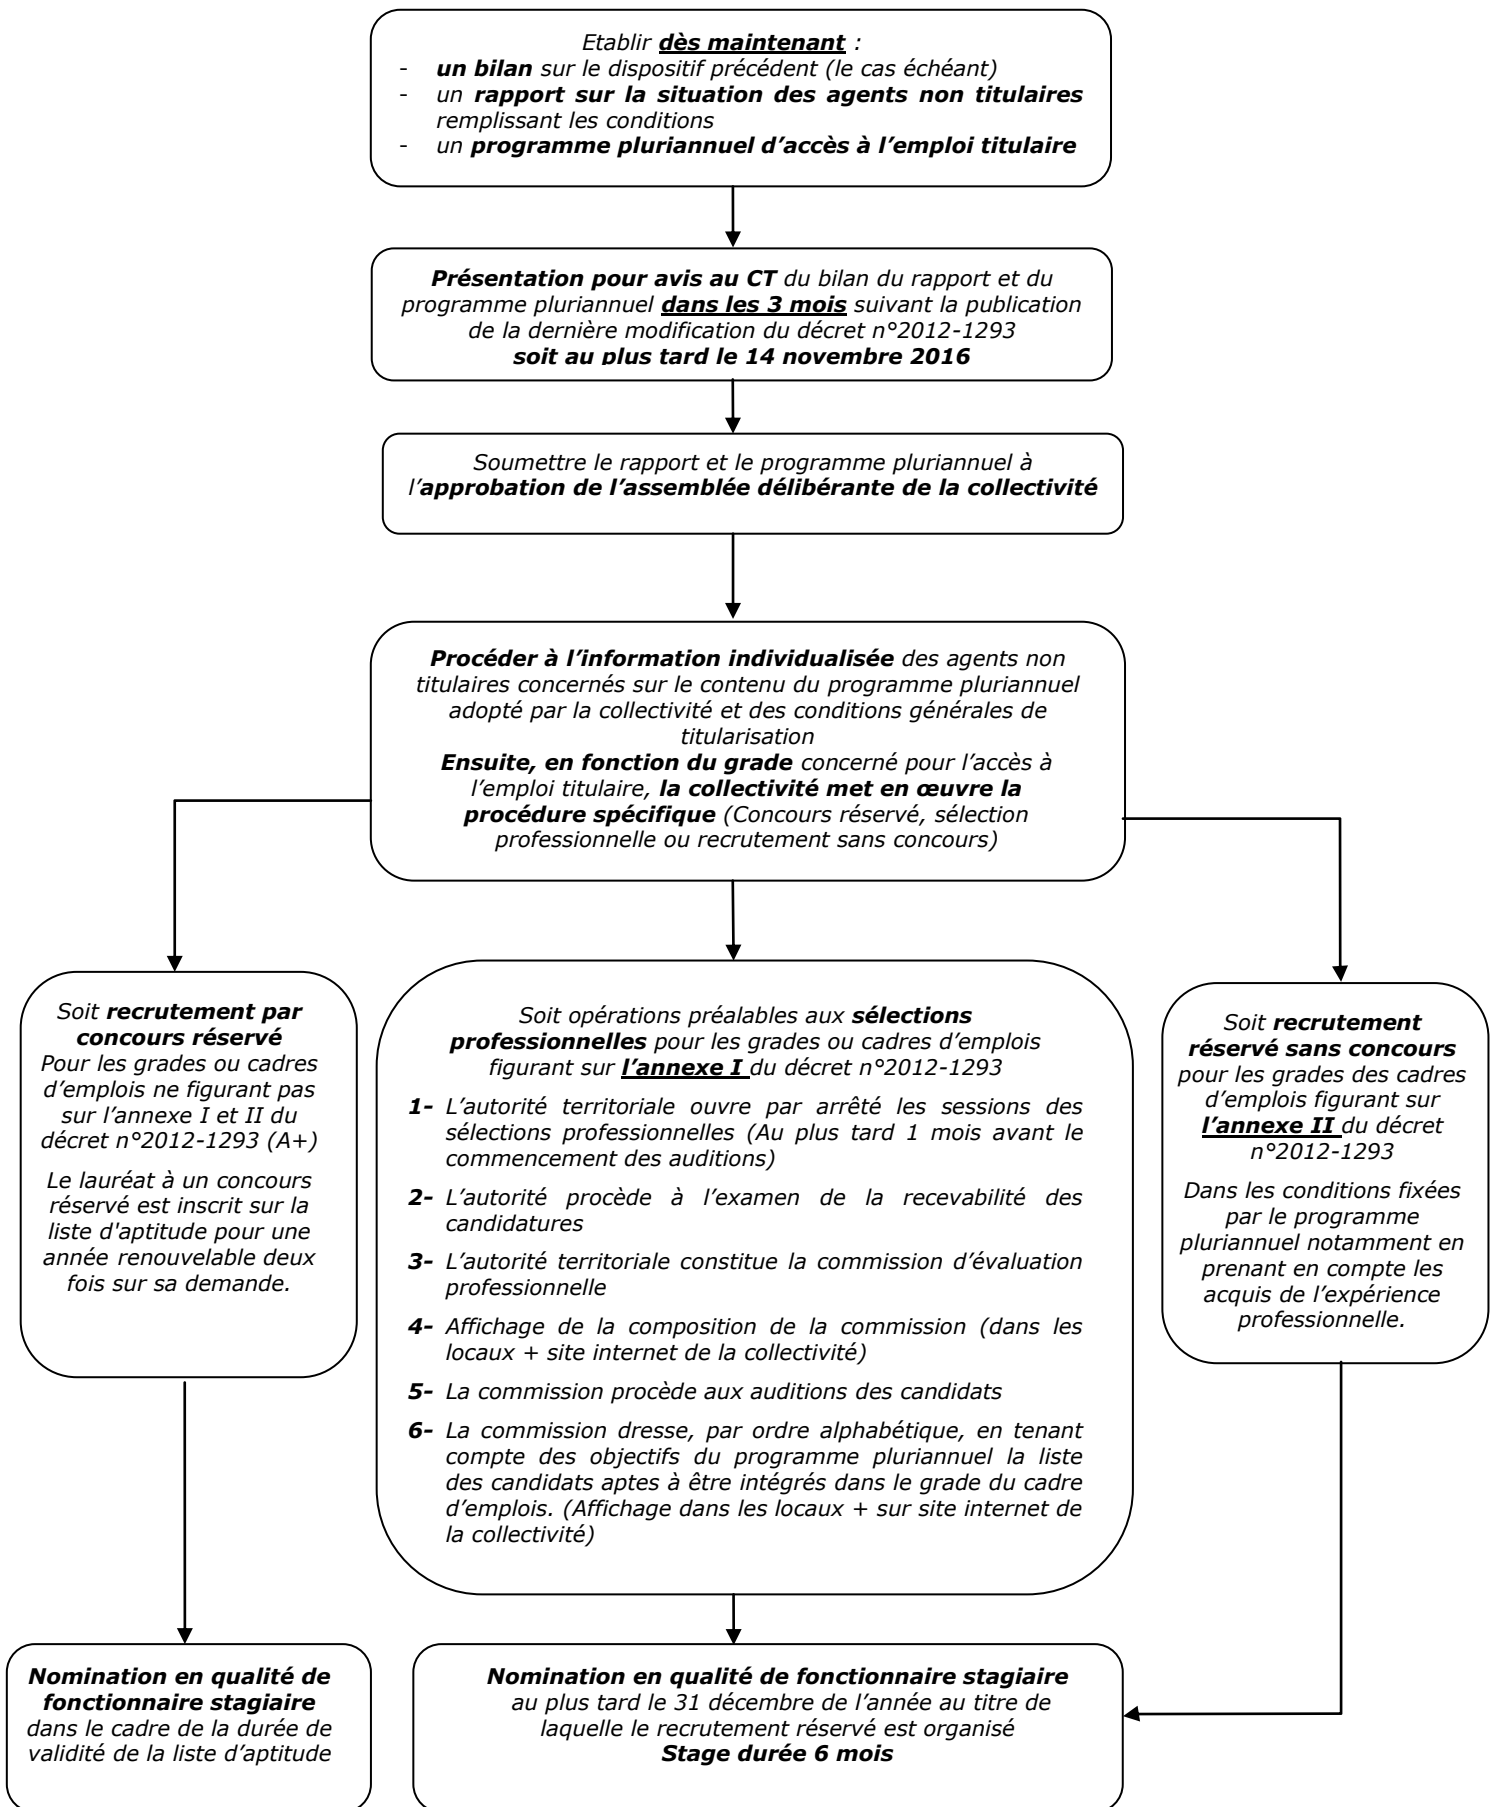 Etablir dès maintenant :
- un bilan sur le dispositif précédent (le cas échéant)
- un rapport sur la situation des agents non titulaires
remplissant les conditions
- un programme pluriannuel d’accès à l’emploi titulaire
Présentation pour avis au CT du bilan du rapport et du
programme pluriannuel dans les 3 mois suivant la publication
de la dernière modification du décret n°2012-1293
soit au plus tard le 14 novembre 2016
Soumettre le rapport et le programme pluriannuel à
l’approbation de l’assemblée délibérante de la collectivité
Procéder à l’information individualisée des agents non
titulaires concernés sur le contenu du programme pluriannuel
adopté par la collectivité et des conditions générales de
titularisation
Ensuite, en fonction du grade concerné pour l’accès à
l’emploi titulaire, la collectivité met en œuvre la
procédure spécifique (Concours réservé, sélection
professionnelle ou recrutement sans concours)
Soit recrutement par
concours réservé
Pour les grades ou cadres
d’emplois ne figurant pas
sur l’annexe I et II du
décret n°2012-1293 (A+)
Le lauréat à un concours
réservé est inscrit sur la
liste d'aptitude pour une
année renouvelable deux
fois sur sa demande.
Soit opérations préalables aux sélections
professionnelles pour les grades ou cadres d’emplois
figurant sur l’annexe I du décret n°2012-1293
1- L’autorité territoriale ouvre par arrêté les sessions des
sélections professionnelles (Au plus tard 1 mois avant le
commencement des auditions)
2- L’autorité procède à l’examen de la recevabilité des
candidatures
3- L’autorité territoriale constitue la commission d’évaluation
professionnelle
4- Affichage de la composition de la commission (dans les
locaux + site internet de la collectivité)
5- La commission procède aux auditions des candidats
6- La commission dresse, par ordre alphabétique, en tenant
compte des objectifs du programme pluriannuel la liste
des candidats aptes à être intégrés dans le grade du cadre
d’emplois. (Affichage dans les locaux + sur site internet de
la collectivité)
Soit recrutement
réservé sans concours
pour les grades des cadres
d’emplois figurant sur
l’annexe II du décret
n°2012-1293
Dans les conditions fixées
par le programme
pluriannuel notamment en
prenant en compte les
acquis de l’expérience
professionnelle.
Nomination en qualité de
fonctionnaire stagiaire
dans le cadre de la durée de
validité de la liste d’aptitude
Nomination en qualité de fonctionnaire stagiaire
au plus tard le 31 décembre de l’année au titre de
laquelle le recrutement réservé est organisé
Stage durée 6 mois